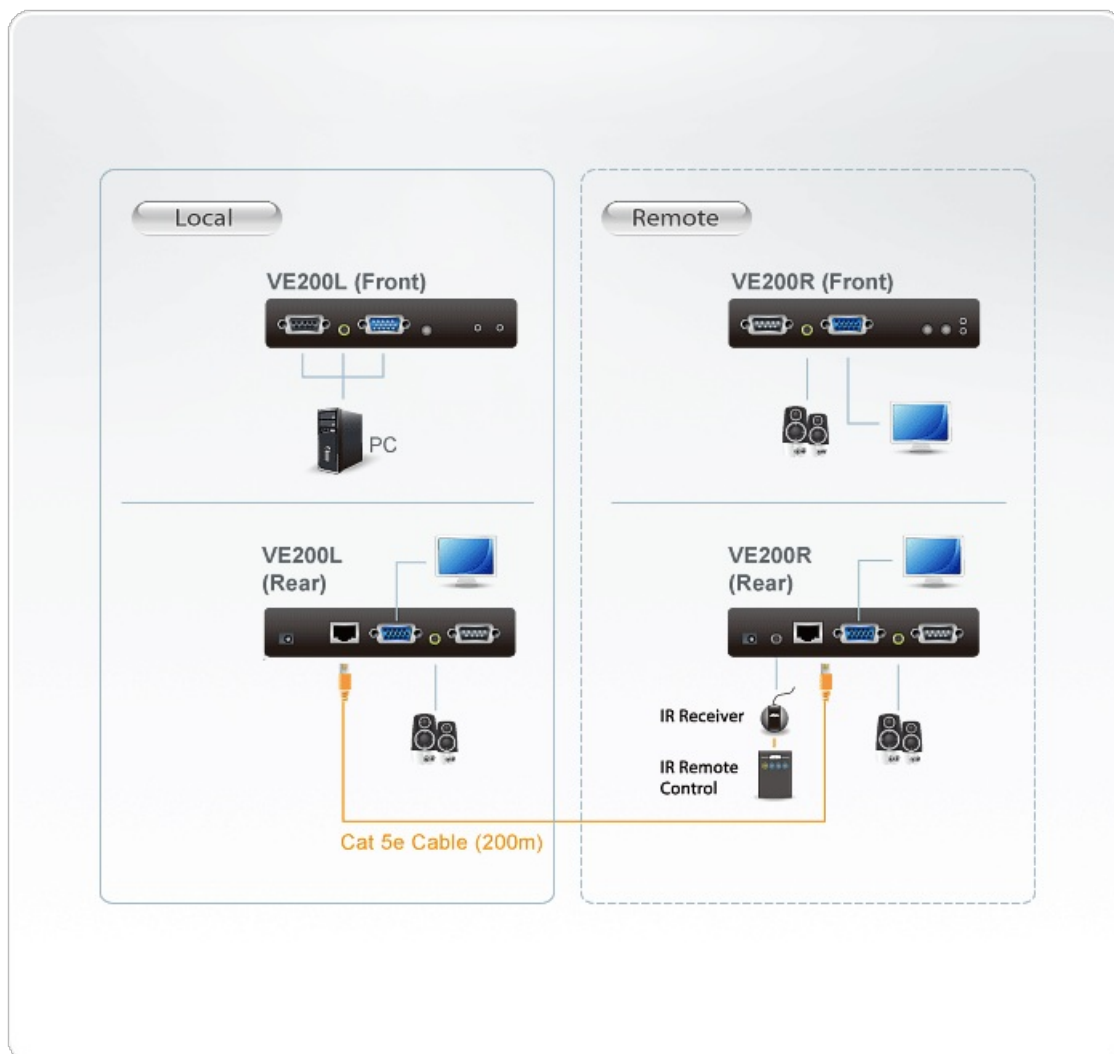 Local
VE200L (Front)
PC
VE200L
(Rear)
Cat 5e Cable (200m)
Remote
VE200R (Front)
VE200R
(Rear)
IR Receiver
IR Remote
Control